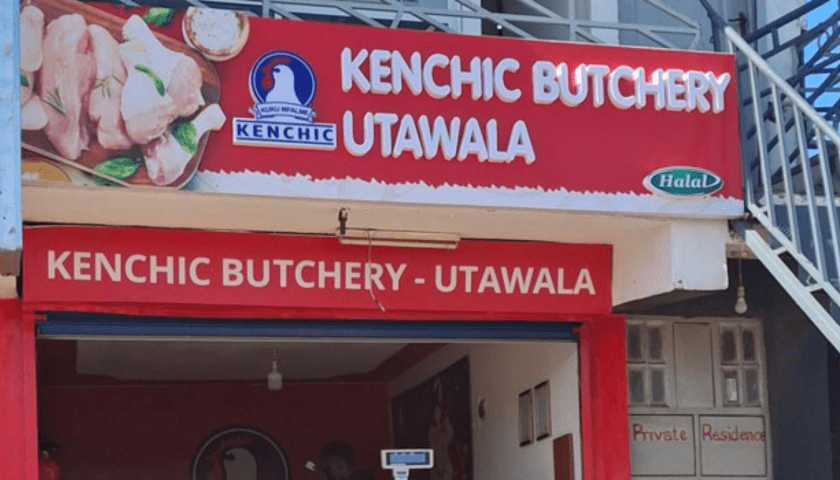 KUKU MFALME
KENCHIC
KENCHIC BUTCHERY
UTAWALA
Halal
KENCHIC BUTCHERY - UTAWALA
Private Residence